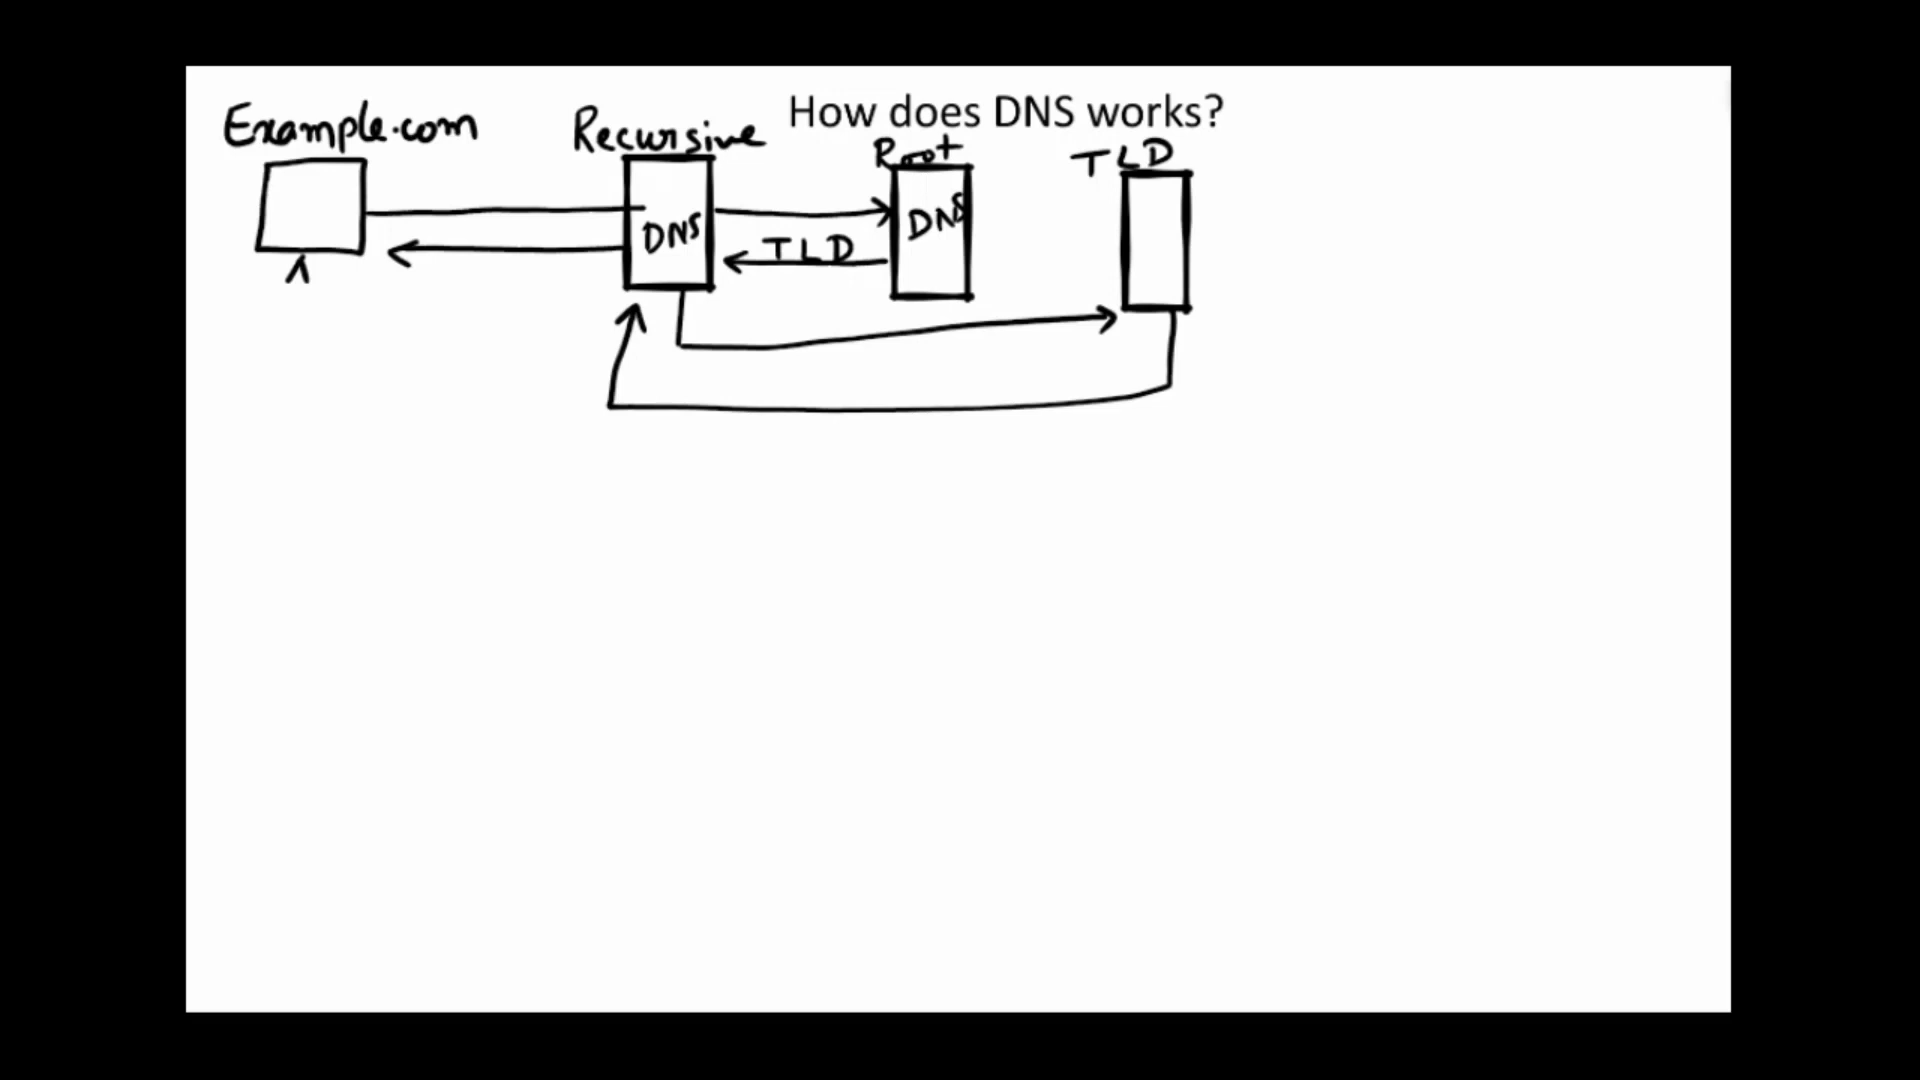 How does DNS works?
Example.com
Recursive
Root
TLD
DNS
DNS
TLD